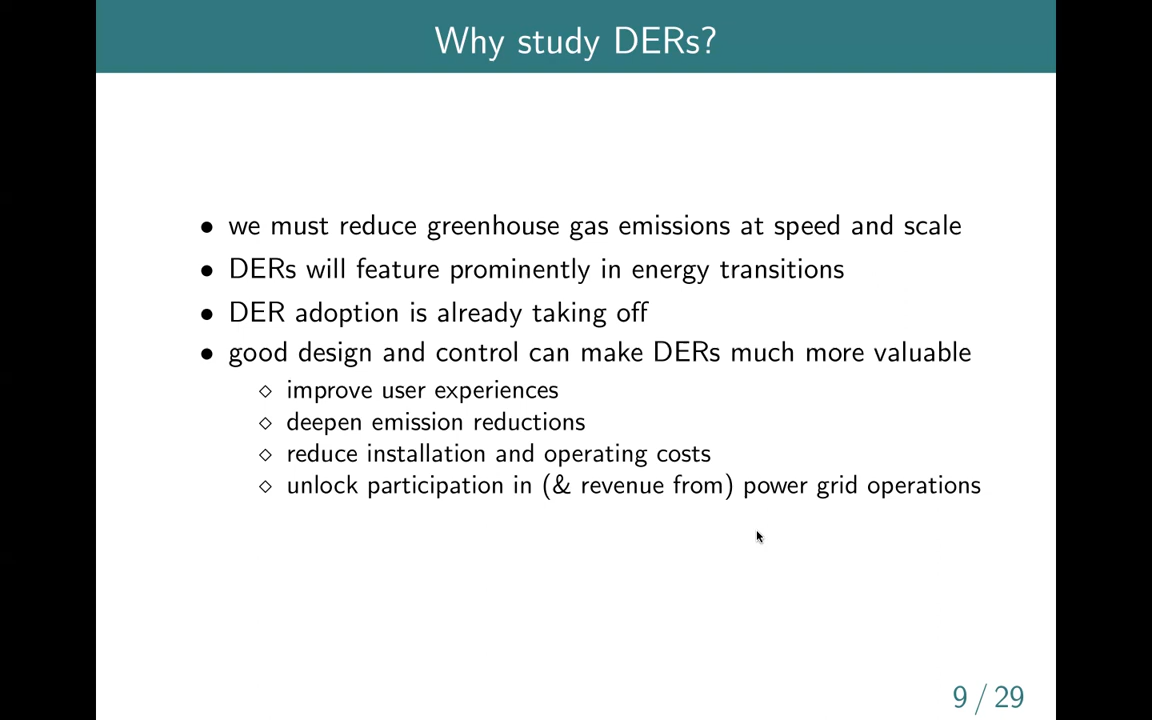 Why study DERs?
• we must reduce greenhouse gas emissions at speed and scale
• DERs will feature prominently in energy transitions
• DER adoption is already taking off
• good design and control can make DERs much more valuable
⋄ improve user experiences
⋄ deepen emission reductions
⋄ reduce installation and operating costs
⋄ unlock participation in (& revenue from) power grid operations
9 / 29